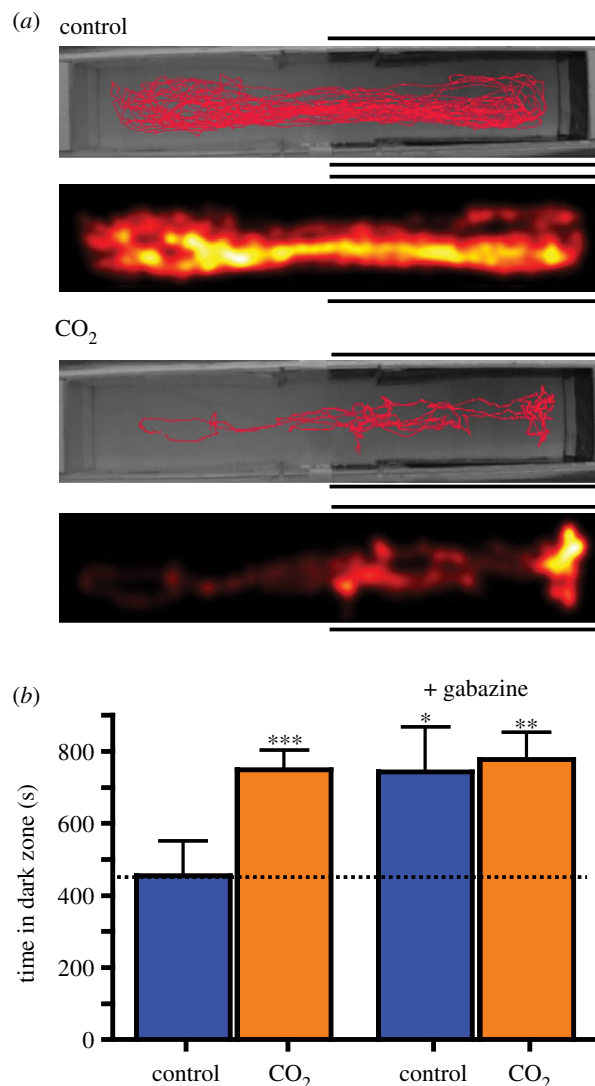 (a)
control
CO₂
(b)
+ gabazine
*
**
***
time in dark zone (s)
800
600
400
200
0
control
CO₂
control
CO₂